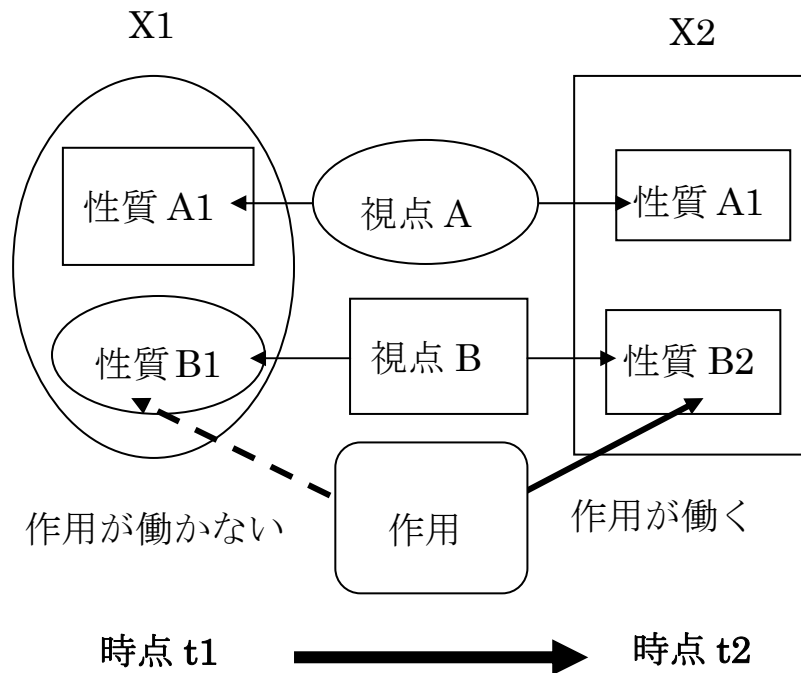 X1
X2
性質 A1
視点 A
性質 A1
性質 B1
視点 B
性質 B2
作用が働かない
作用
作用が働く
時点 t1
時点 t2